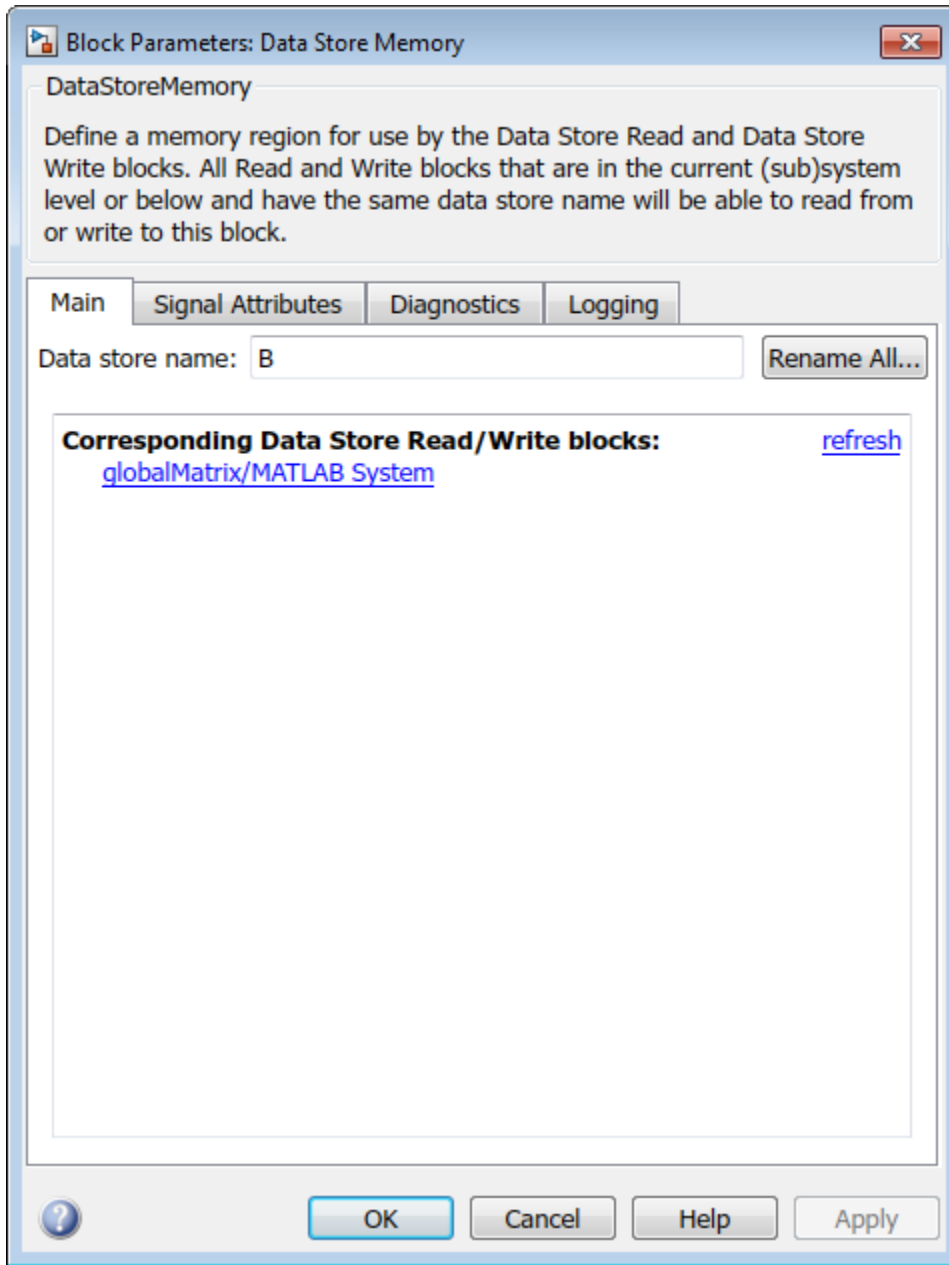 Block Parameters: Data Store Memory
DataStoreMemory
Define a memory region for use by the Data Store Read and Data Store
Write blocks. All Read and Write blocks that are in the current (sub)system
level or below and have the same data store name will be able to read from
or write to this block.
Main Signal Attributes Diagnostics Logging
Data store name: B Rename All...
Corresponding Data Store Read/Write blocks: refresh
globalMatrix/MATLAB System
? OK Cancel Help Apply